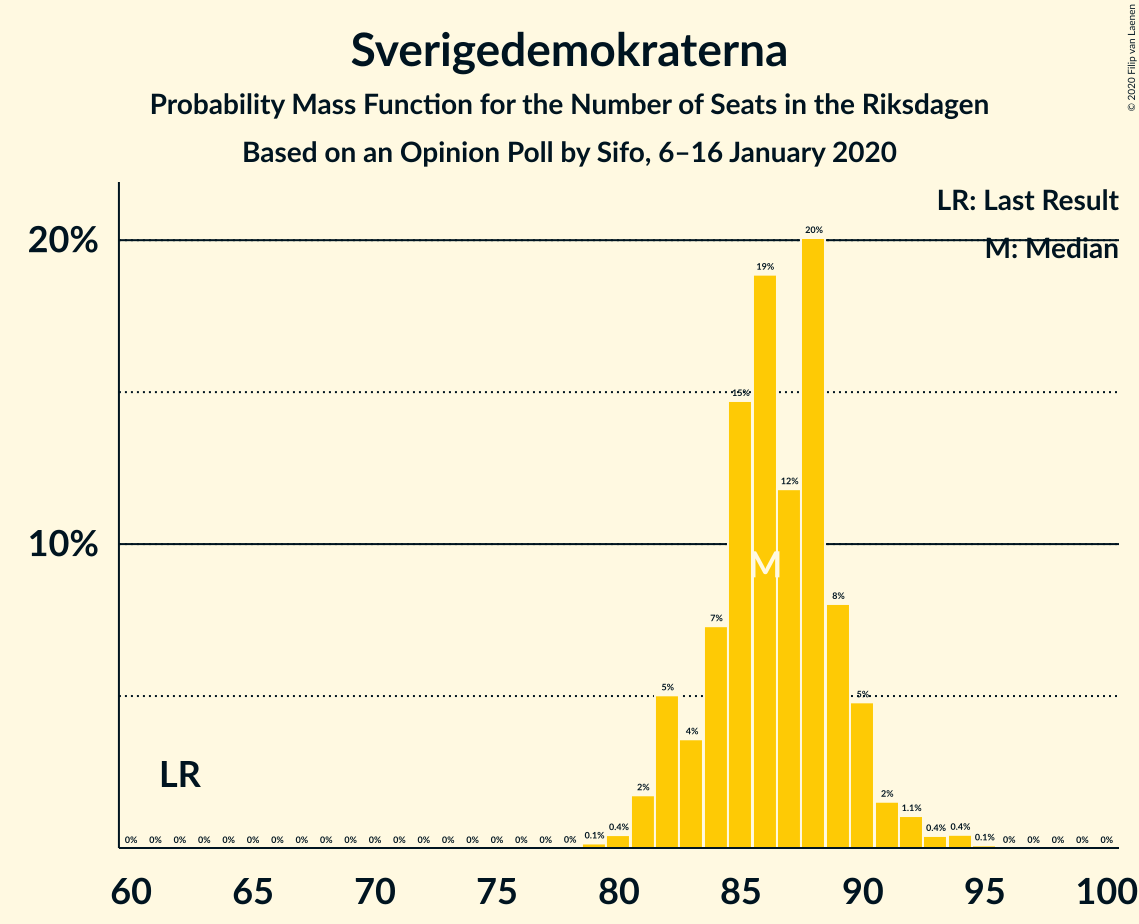 Sverigedemokraterna
Probability Mass Function for the Number of Seats in the Riksdagen
Based on an Opinion Poll by Sifo, 6–16 January 2020
© 2020 Filip van Laenen
LR: Last Result
M: Median
20%
10%
20%
19%
15%
12%
8%
7%
5%
5%
4%
2%
2%
1.1%
0.4%
0.4%
0.4%
0.1%
0.1%
M
LR
0% 0% 0% 0% 0% 0% 0% 0% 0% 0% 0% 0% 0% 0% 0% 0% 0% 0% 0% 0% 0% 0% 0% 0%
60 65 70 75 80 85 90 95 100